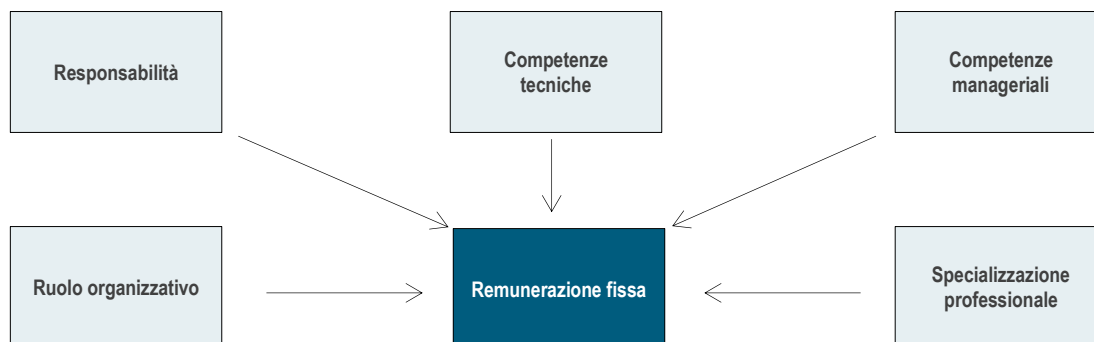 Responsabilità
Competenze
tecniche
Competenze
manageriali
Ruolo organizzativo
Remunerazione fissa
Specializzazione
professionale